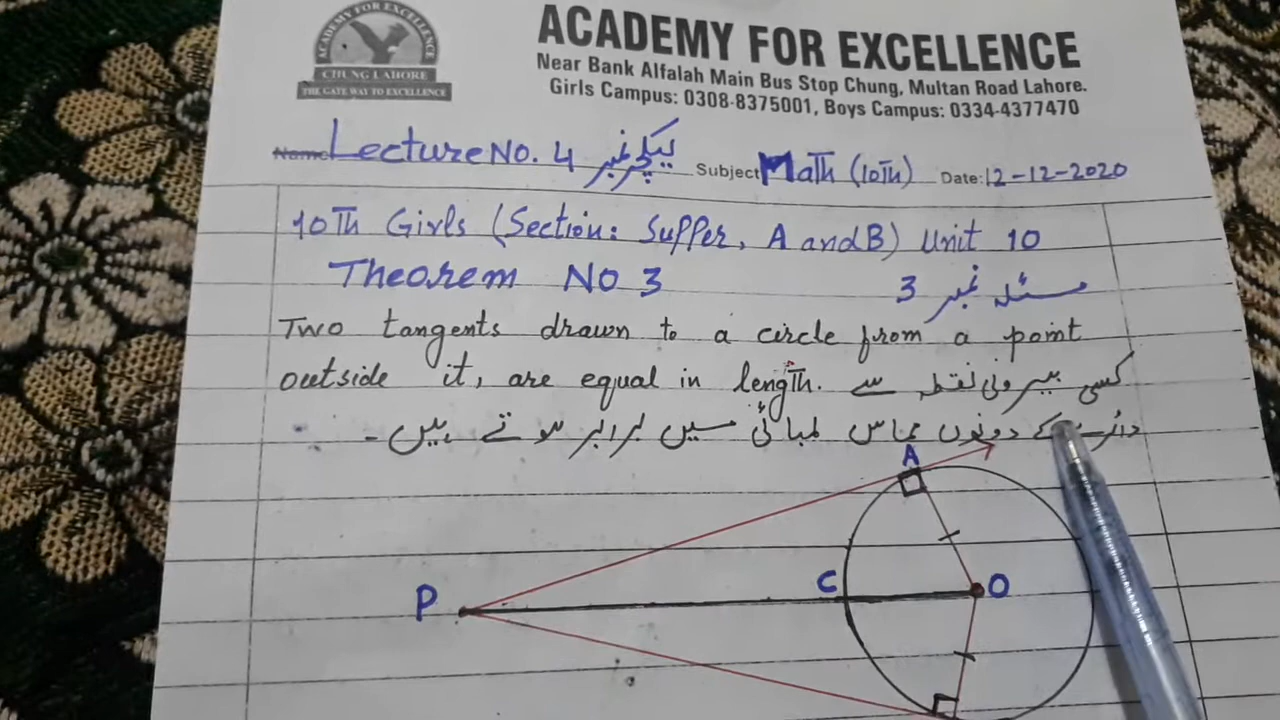 ACADEMY FOR EXCELLENCE
CHUNG LAHORE
THE GATE WAY TO EXCELLENCE
ACADEMY FOR EXCELLENCE
Near Bank Alfalah Main Bus Stop Chung, Multan Road Lahore.
Girls Campus: 0308-8375001, Boys Campus: 0334-4377470
Name Lecture No. 4 لیکچر نمبر Subject Math (10Th) Date: 12-12-2020
10Th Girls (Section: Supper, A and B) Unit 10
Theorem No 3 مسئلہ نمبر 3
Two tangents drawn to a circle from a point
outside it, are equal in length. کسی بیرونی نقطہ سے
دائرے کے دونوں مماس لمبائی میں برابر ہوتے ہیں۔
A
C
O
P